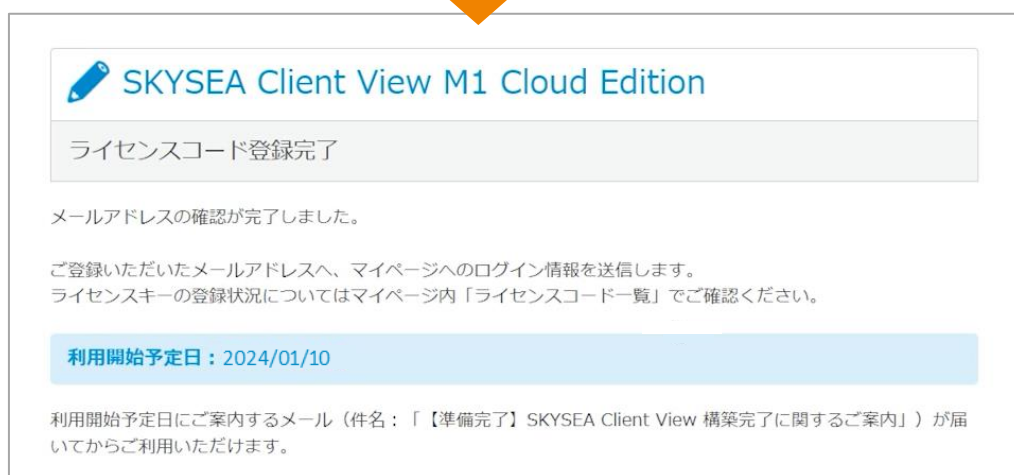 SKYSEA Client View M1 Cloud Edition
ライセンスコード登録完了
メールアドレスの確認が完了しました。
ご登録いただいたメールアドレスへ、マイページへのログイン情報を送信します。
ライセンスキーの登録状況についてはマイページ内「ライセンスコード一覧」でご確認ください。
利用開始予定日：2024/01/10
利用開始予定日にご案内するメール（件名：「【準備完了】SKYSEA Client View 構築完了に関するご案内」）が届
いてからご利用いただけます。